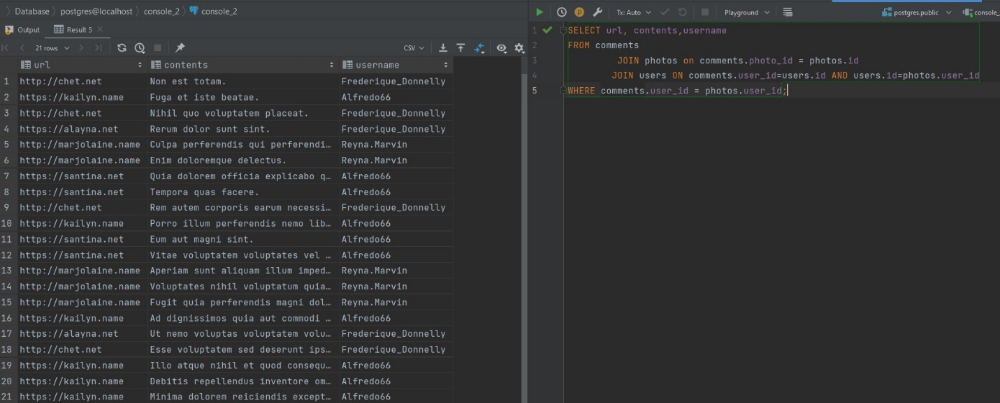 Database postgres@localhost console_2 console_2
Output Result 5
21 rows CSV
url contents username
1 http://chet.net Non est totam. Frederique_Donnelly
2 https://kailyn.name Fuga et iste beatae. Alfredo66
3 http://chet.net Nihil quo voluptatem placeat. Frederique_Donnelly
4 https://alayna.net Rerum dolor sunt sint. Frederique_Donnelly
5 http://marjolaine.name Culpa perferendis qui perferendi… Reyna.Marvin
6 http://marjolaine.name Enim doloremque delectus. Reyna.Marvin
7 https://santina.net Quia dolorem officia explicabo q… Alfredo66
8 https://santina.net Tempora quas facere. Alfredo66
9 http://chet.net Rem autem corporis earum necessi… Frederique_Donnelly
10 https://kailyn.name Porro illum perferendis nemo lib… Alfredo66
11 https://santina.net Eum aut magni sint. Alfredo66
12 https://santina.net Vitae voluptatem voluptates vel … Alfredo66
13 http://marjolaine.name Aperiam sunt aliquam illum imped… Reyna.Marvin
14 http://marjolaine.name Voluptates nihil voluptatum quia… Reyna.Marvin
15 http://marjolaine.name Fugit quia perferendis magni dol… Reyna.Marvin
16 https://kailyn.name Ad dignissimos quia aut commodi … Alfredo66
17 https://alayna.net Ut nemo voluptas voluptatem volu… Frederique_Donnelly
18 http://chet.net Esse voluptatem sed deserunt ips… Frederique_Donnelly
19 https://kailyn.name Illo atque nihil et quod consequ… Alfredo66
20 https://kailyn.name Debitis repellendus inventore om… Alfredo66
21 https://kailyn.name Minima dolorem reiciendis except… Alfredo66
Tx: Auto Playground postgres.public console_
1 SELECT url, contents,username
2 FROM comments
3 JOIN photos on comments.photo_id = photos.id
4 JOIN users ON comments.user_id=users.id AND users.id=photos.user_id
5 WHERE comments.user_id = photos.user_id;